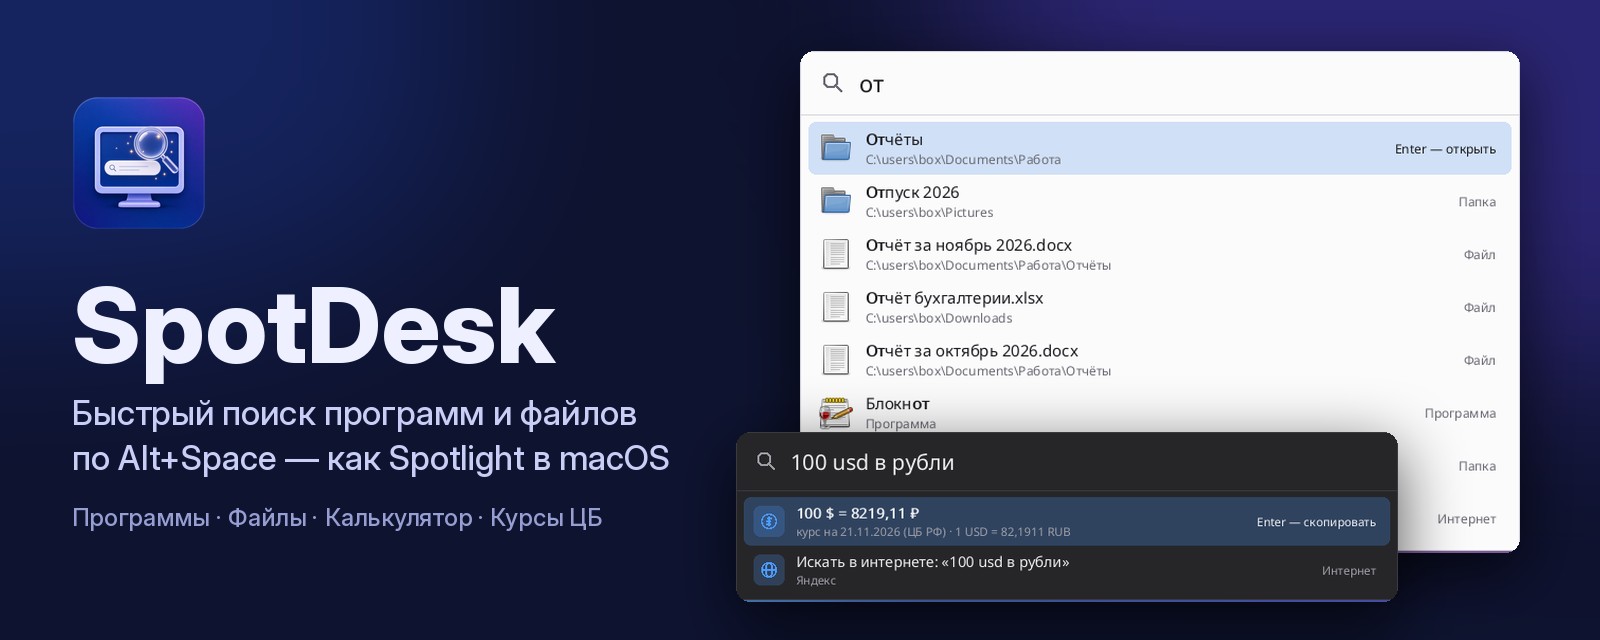 SpotDesk
Быстрый поиск программ и файлов
по Alt+Space — как Spotlight в macOS
Программы · Файлы · Калькулятор · Курсы ЦБ
от
Отчёты
C:\users\box\Documents\Работа
Enter — открыть
Отпуск 2026
C:\users\box\Pictures
Папка
Отчёт за ноябрь 2026.docx
C:\users\box\Documents\Работа\Отчёты
Файл
Отчёт бухгалтерии.xlsx
C:\users\box\Downloads
Файл
Отчёт за октябрь 2026.docx
C:\users\box\Documents\Работа\Отчёты
Файл
Блокнот
Программа
Программа
Папка
Интернет
100 usd в рубли
100 $ = 8219,11 ₽
курс на 21.11.2026 (ЦБ РФ) · 1 USD = 82,1911 RUB
Enter — скопировать
Искать в интернете: «100 usd в рубли»
Яндекс
Интернет